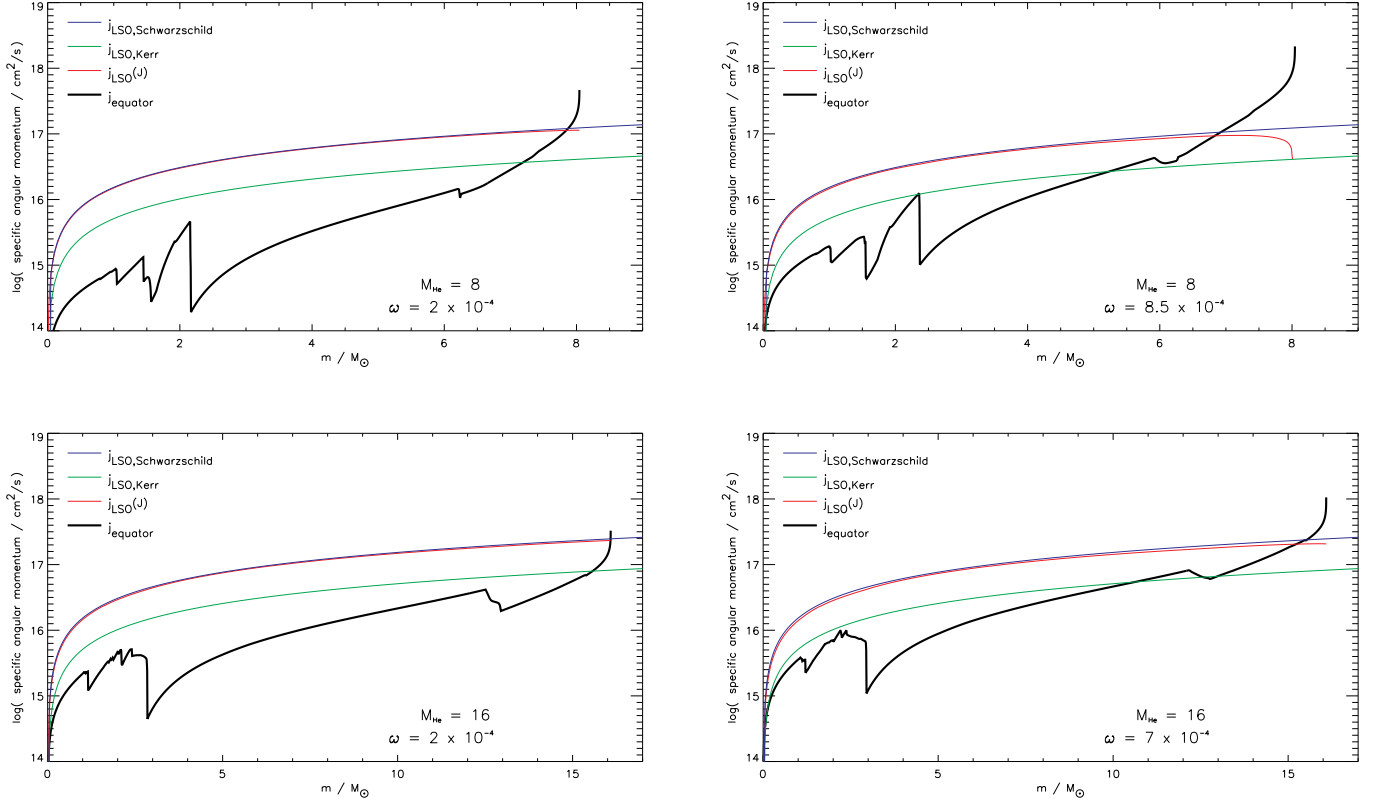 19
18
17
16
15
14
log( specific angular momentum / cm²/s)
j_LSO,Schwarzschild
j_LSO,Kerr
j_LSO(J)
j_equator
M_He = 8
ω = 2 x 10⁻⁴
0 2 4 6 8
m / M_☉
19
18
17
16
15
14
log( specific angular momentum / cm²/s)
j_LSO,Schwarzschild
j_LSO,Kerr
j_LSO(J)
j_equator
M_He = 8
ω = 8.5 x 10⁻⁴
0 2 4 6 8
m / M_☉
19
18
17
16
15
14
log( specific angular momentum / cm²/s)
j_LSO,Schwarzschild
j_LSO,Kerr
j_LSO(J)
j_equator
M_He = 16
ω = 2 x 10⁻⁴
0 5 10 15
m / M_☉
19
18
17
16
15
14
log( specific angular momentum / cm²/s)
j_LSO,Schwarzschild
j_LSO,Kerr
j_LSO(J)
j_equator
M_He = 16
ω = 7 x 10⁻⁴
0 5 10 15
m / M_☉